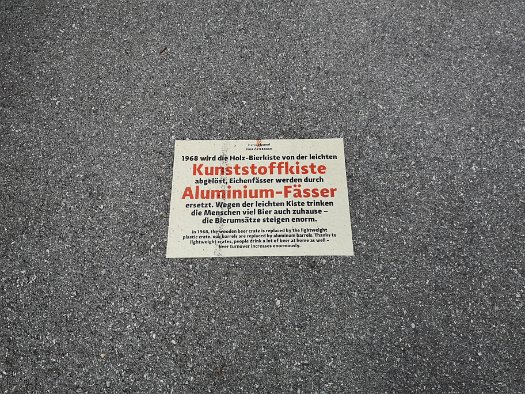 1968 wird die Holz-Bierkiste von der leichten
Kunststoffkiste
abgelöst, Eichenfässer werden durch
Aluminium-Fässer
ersetzt. Wegen der leichten Kiste trinken
die Menschen viel Bier auch zuhause –
die Bierumsätze steigen enorm.
In 1968, the wooden beer crate is replaced by the lightweight
plastic crate, oak barrels are replaced by aluminum barrels. Thanks to
lightweight crates, people drink a lot of beer at home as well –
beer turnover increases enormously.